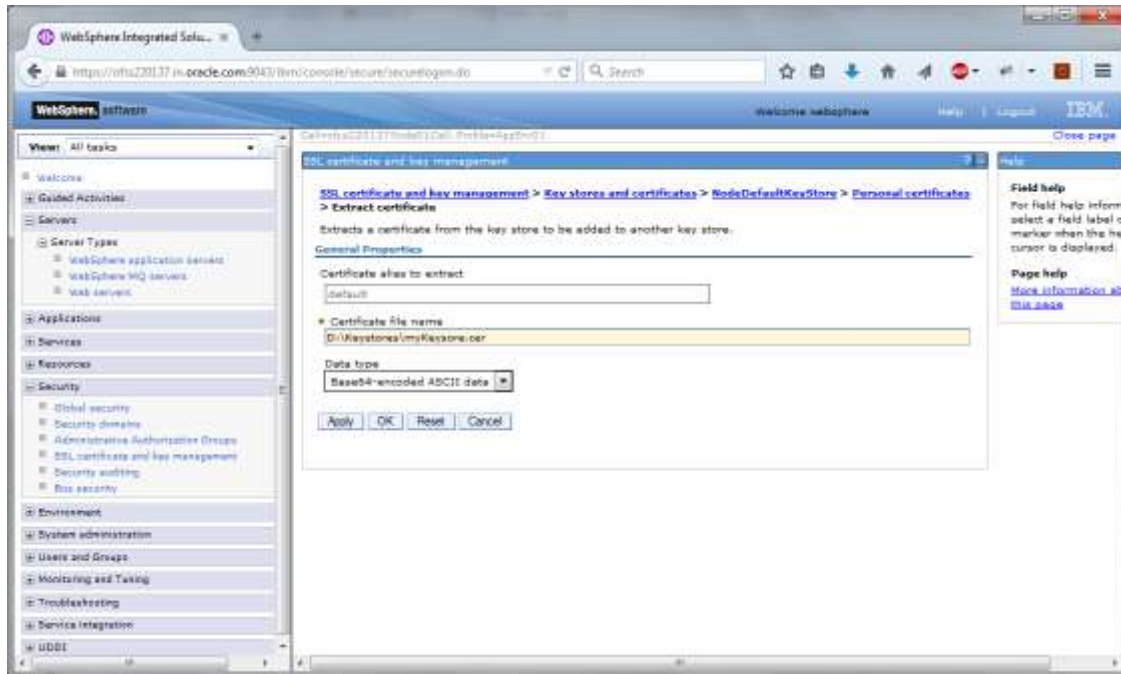 WebSphere Integrated Solu...
https://ofss220137.in.oracle.com:9043/ibm/console/secure/securelogon.do
Search
WebSphere. software
Welcome websphere
Help | Logout
IBM.
View: All tasks
Welcome
Guided Activities
Servers
Server Types
WebSphere application servers
WebSphere MQ servers
Web servers
Applications
Services
Resources
Security
Global security
Security domains
Administrative Authorization Groups
SSL certificate and key management
Security auditing
Bus security
Environment
System administration
Users and Groups
Monitoring and Tuning
Troubleshooting
Service integration
UDDI
Close page
SSL certificate and key management
? -
SSL certificate and key management > Key stores and certificates > NodeDefaultKeyStore > Personal certificates
> Extract certificate
Extracts a certificate from the key store to be added to another key store.
General Properties
Certificate alias to extract
default
* Certificate file name
D:\Keystores\myKeysore.cer
Data type
Base64-encoded ASCII data
Apply OK Reset Cancel
Help
Field help
For field help inform
select a field label o
marker when the he
cursor is displayed.
Page help
More information ab
this page